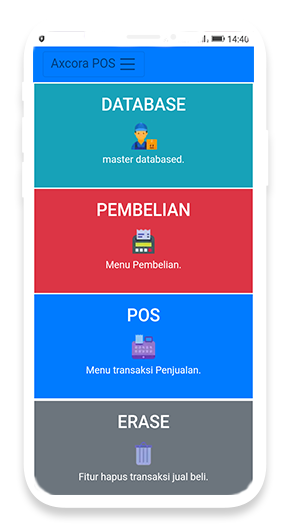 14:40
Axcora POS
DATABASE
master databased.
PEMBELIAN
Menu Pembelian.
POS
Menu transaksi Penjualan.
ERASE
Fitur hapus transaksi jual beli.